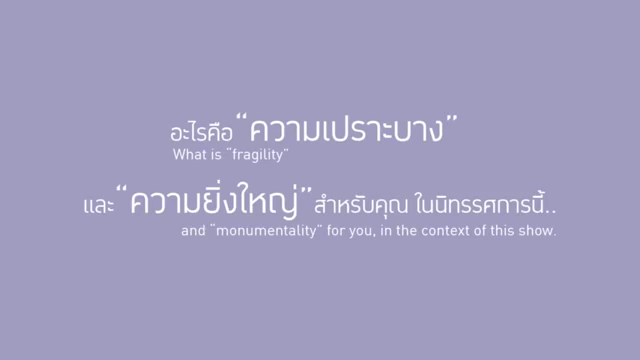 อะไรคือ “ความเปราะบาง”
What is “fragility”
และ “ความยิ่งใหญ่” สำหรับคุณ ในนิทรรศการนี้..
and “monumentality” for you, in the context of this show.